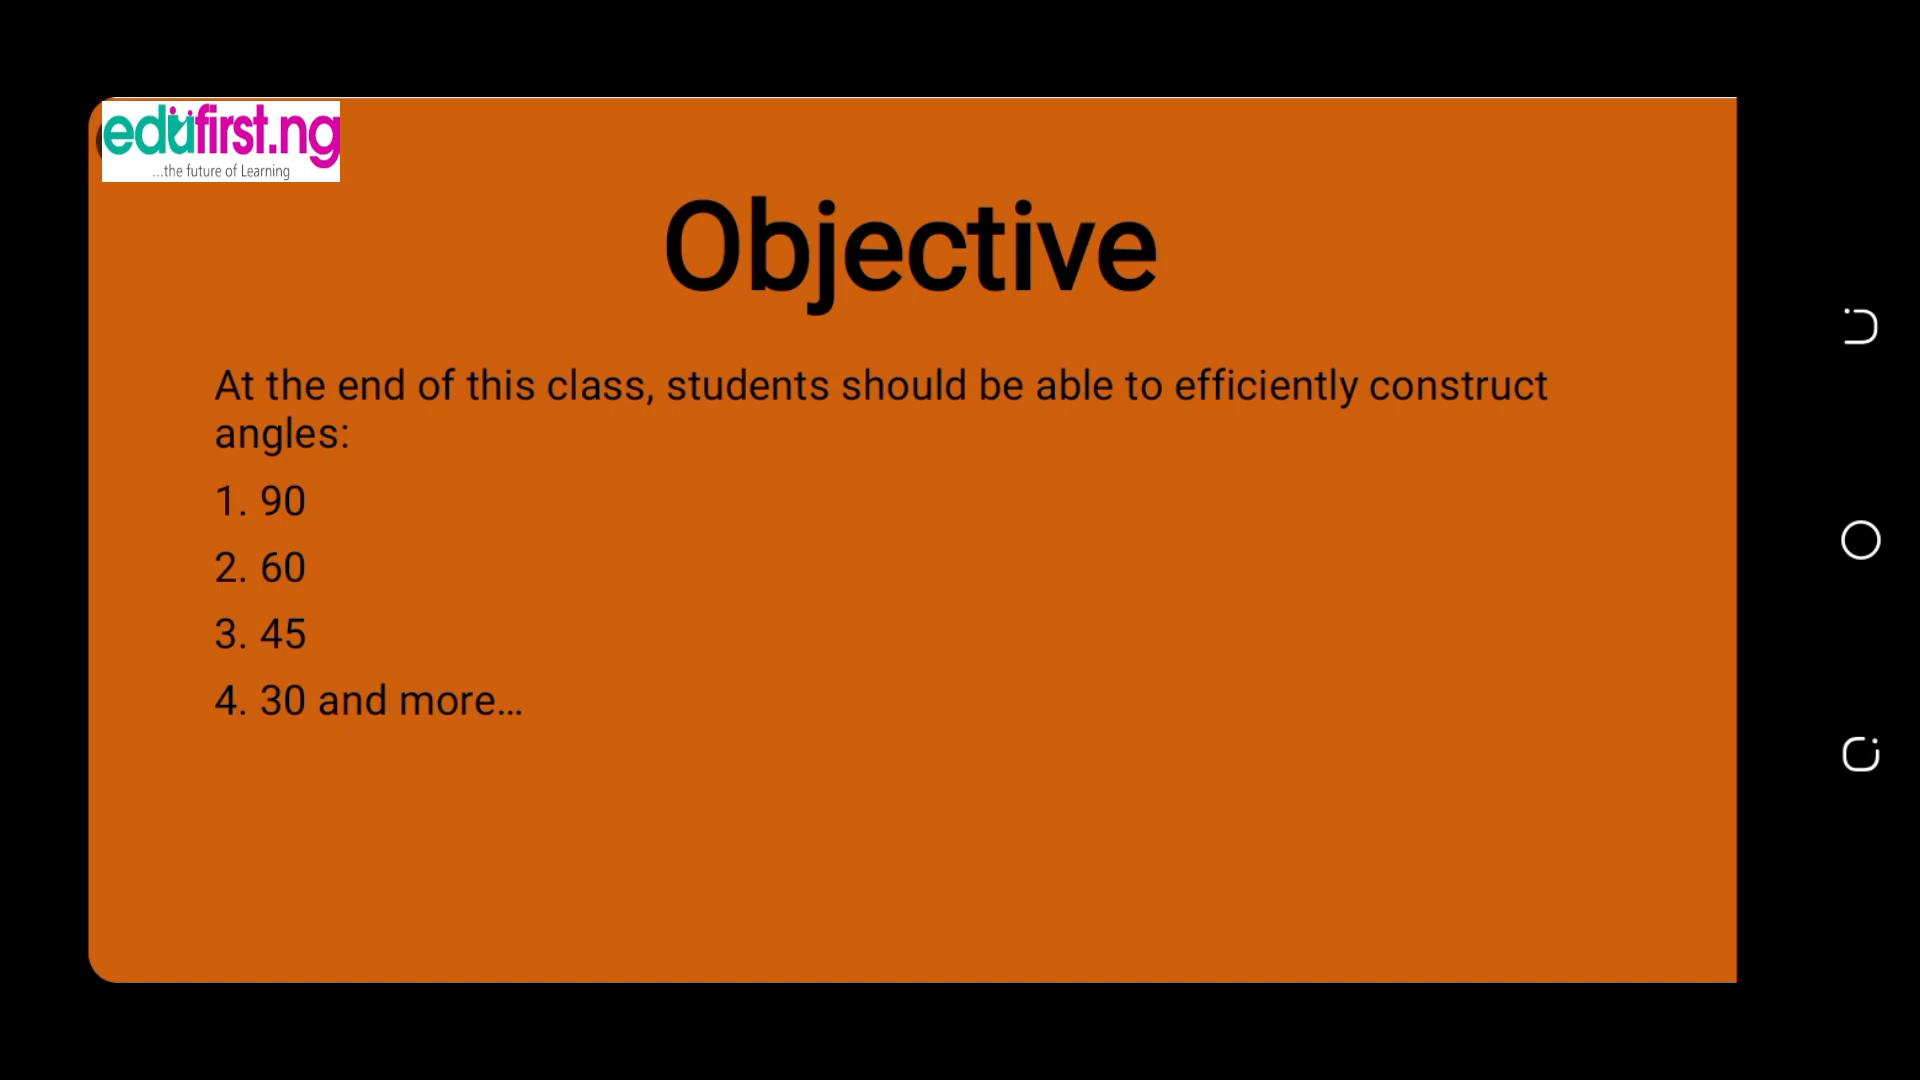 edufirst.ng
...the future of Learning
Objective
At the end of this class, students should be able to efficiently construct
angles:
1. 90
2. 60
3. 45
4. 30 and more...